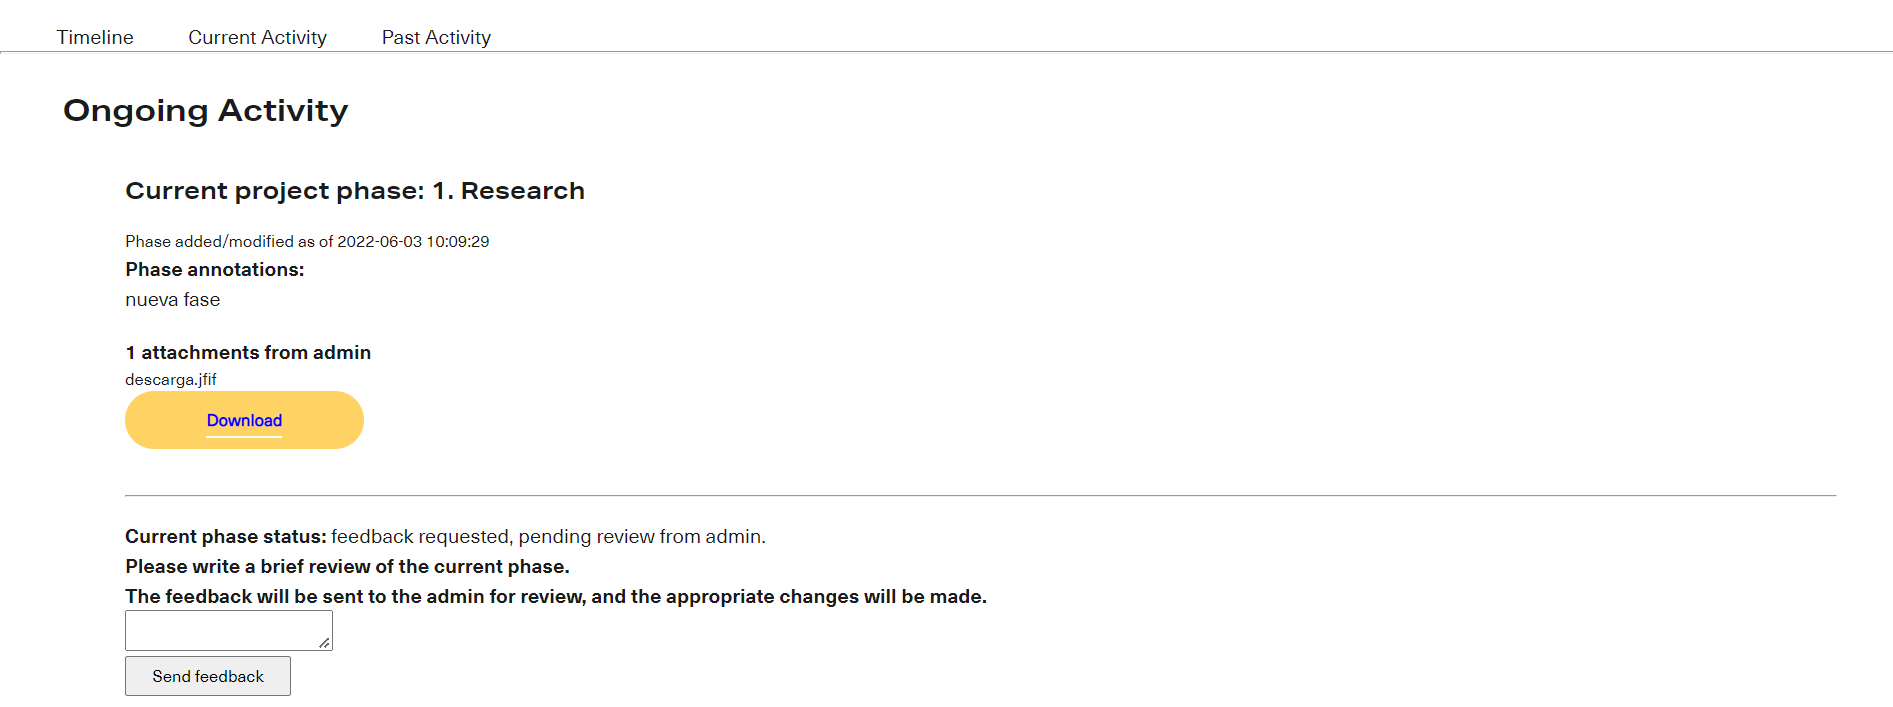 Timeline
Current Activity
Past Activity
Ongoing Activity
Current project phase: 1. Research
Phase added/modified as of 2022-06-03 10:09:29
Phase annotations:
nueva fase
1 attachments from admin
descarga.jfif
Download
Current phase status: feedback requested, pending review from admin.
Please write a brief review of the current phase.
The feedback will be sent to the admin for review, and the appropriate changes will be made.
Send feedback